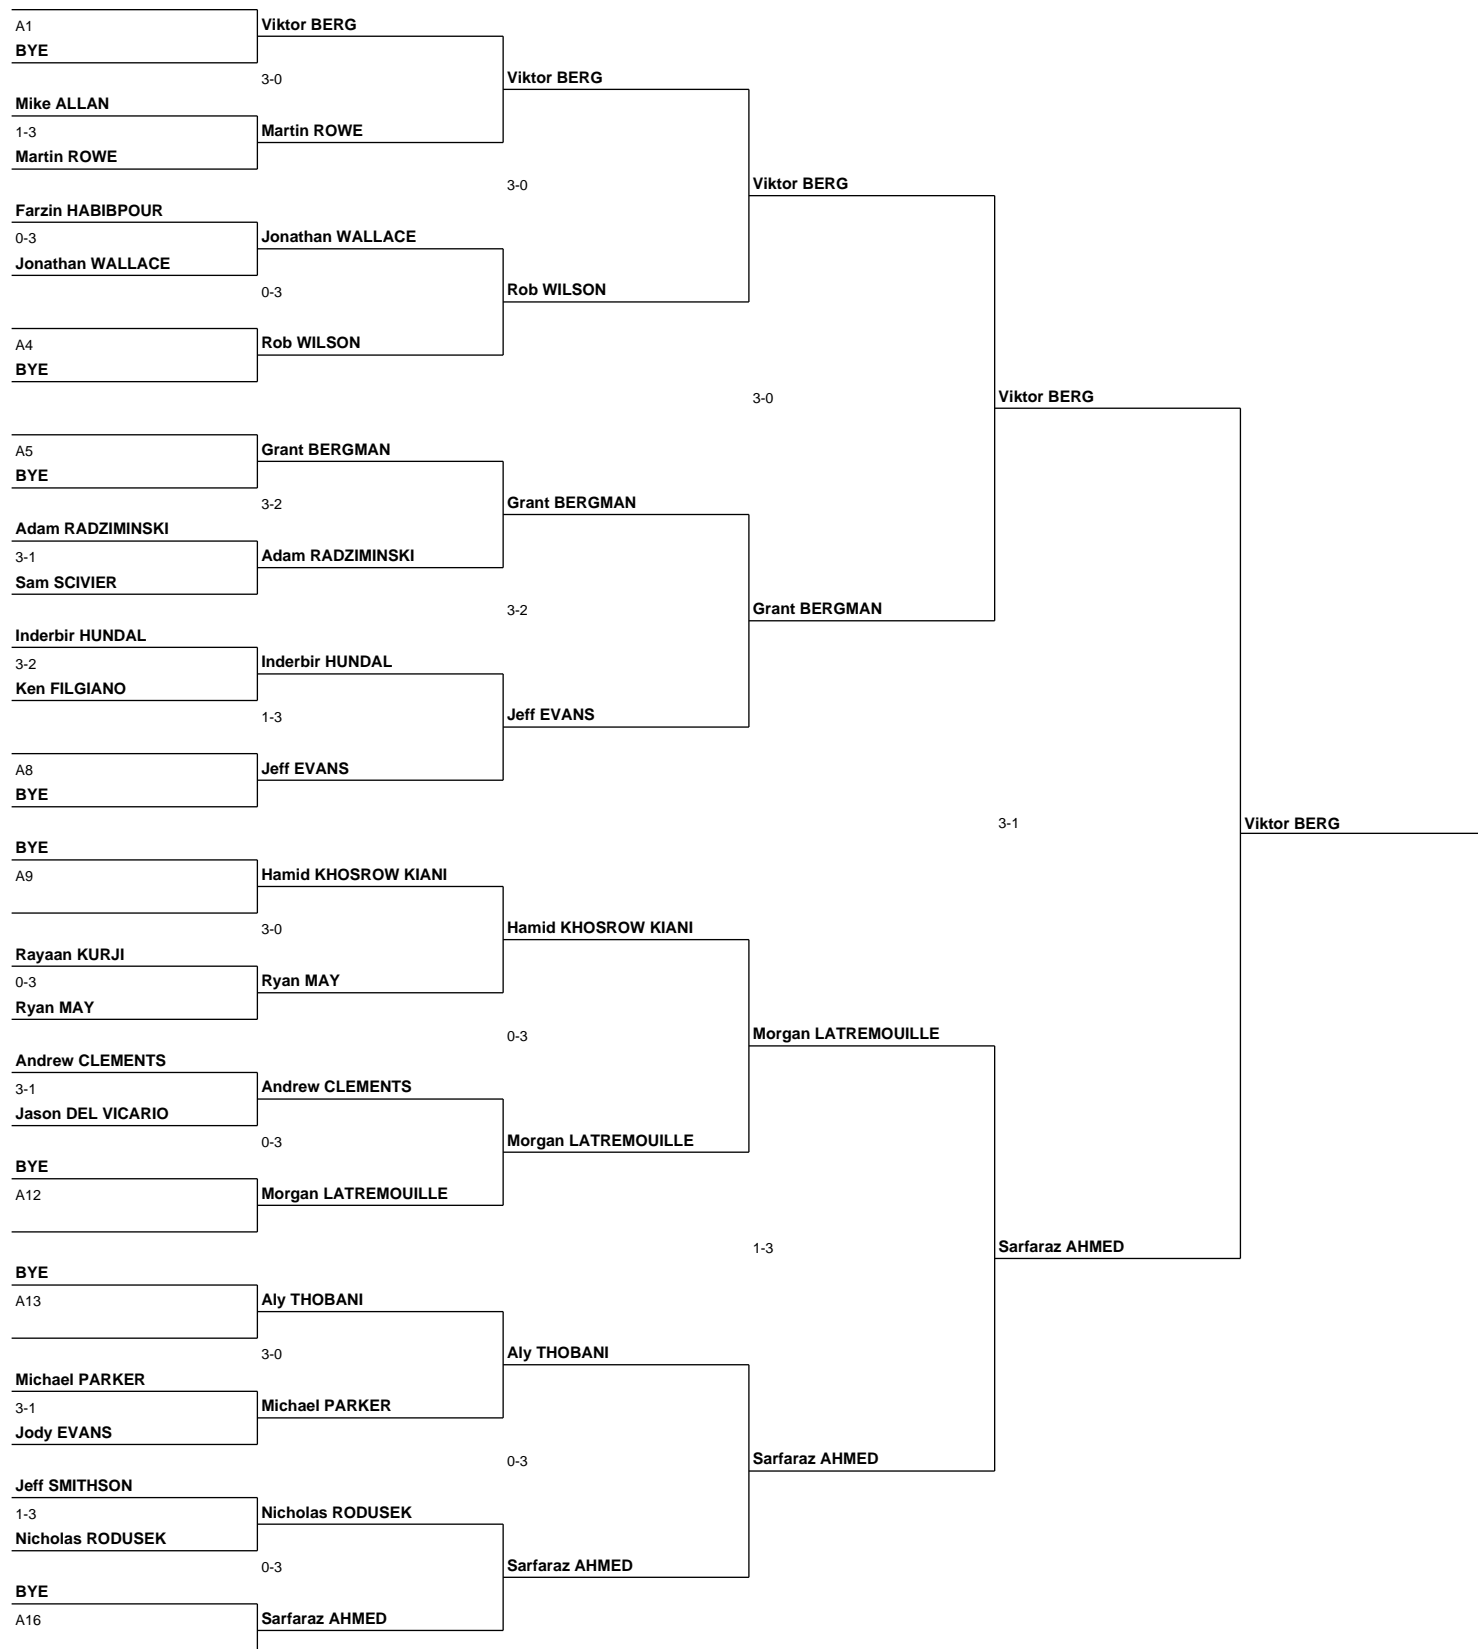 A1
BYE
Viktor BERG
3-0
Mike ALLAN
1-3
Martin ROWE
Martin ROWE
Viktor BERG
3-0
Farzin HABIBPOUR
0-3
Jonathan WALLACE
Jonathan WALLACE
0-3
A4
BYE
Rob WILSON
Rob WILSON
Viktor BERG
3-0
A5
BYE
Grant BERGMAN
3-2
Adam RADZIMINSKI
3-1
Sam SCIVIER
Adam RADZIMINSKI
Grant BERGMAN
3-2
Inderbir HUNDAL
3-2
Ken FILGIANO
Inderbir HUNDAL
1-3
A8
BYE
Jeff EVANS
Jeff EVANS
Grant BERGMAN
Viktor BERG
3-1
Viktor BERG
BYE
A9
Hamid KHOSROW KIANI
3-0
Rayaan KURJI
0-3
Ryan MAY
Ryan MAY
Hamid KHOSROW KIANI
0-3
Andrew CLEMENTS
3-1
Jason DEL VICARIO
Andrew CLEMENTS
0-3
BYE
A12
Morgan LATREMOUILLE
Morgan LATREMOUILLE
Morgan LATREMOUILLE
1-3
Sarfaraz AHMED
BYE
A13
Aly THOBANI
3-0
Michael PARKER
3-1
Jody EVANS
Michael PARKER
Aly THOBANI
0-3
Sarfaraz AHMED
Jeff SMITHSON
1-3
Nicholas RODUSEK
Nicholas RODUSEK
0-3
Sarfaraz AHMED
BYE
A16
Sarfaraz AHMED